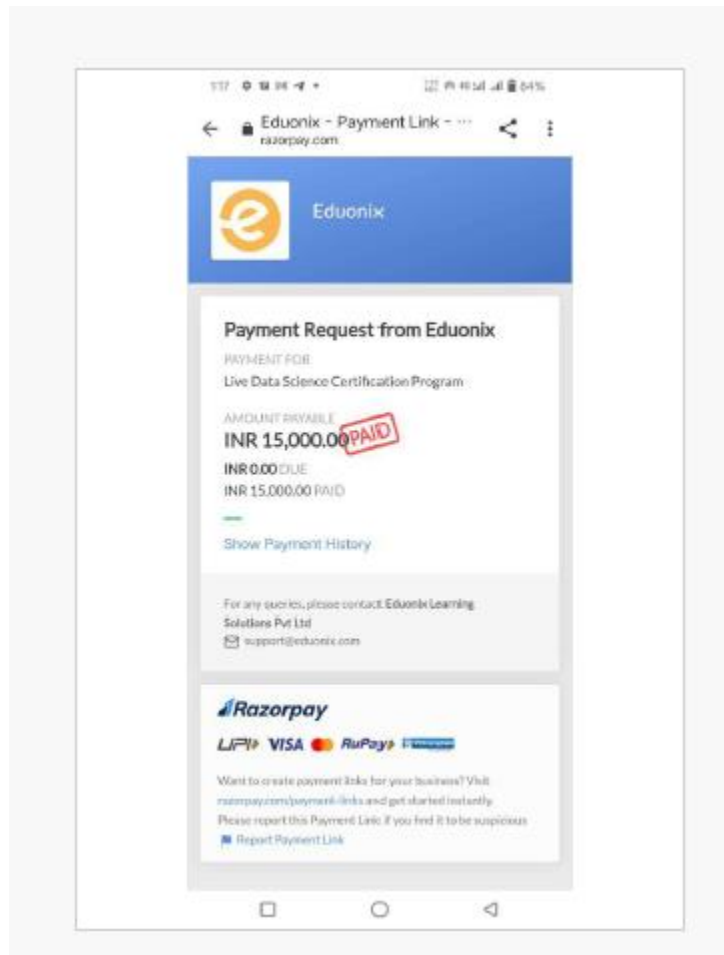 1:17
64%
Eduonix - Payment Link - ...
razorpay.com
Eduonix
Payment Request from Eduonix
PAYMENT FOR
Live Data Science Certification Program
AMOUNT PAYABLE
INR 15,000.00 PAID
INR 0.00 DUE
INR 15,000.00 PAID
Show Payment History
For any queries, please contact Eduonix Learning
Solutions Pvt Ltd
support@eduonix.com
Razorpay
UPI VISA RuPay
Want to create payment links for your business? Visit
razorpay.com/payment-links and get started instantly.
Please report this Payment Link if you find it to be suspicious
Report Payment Link